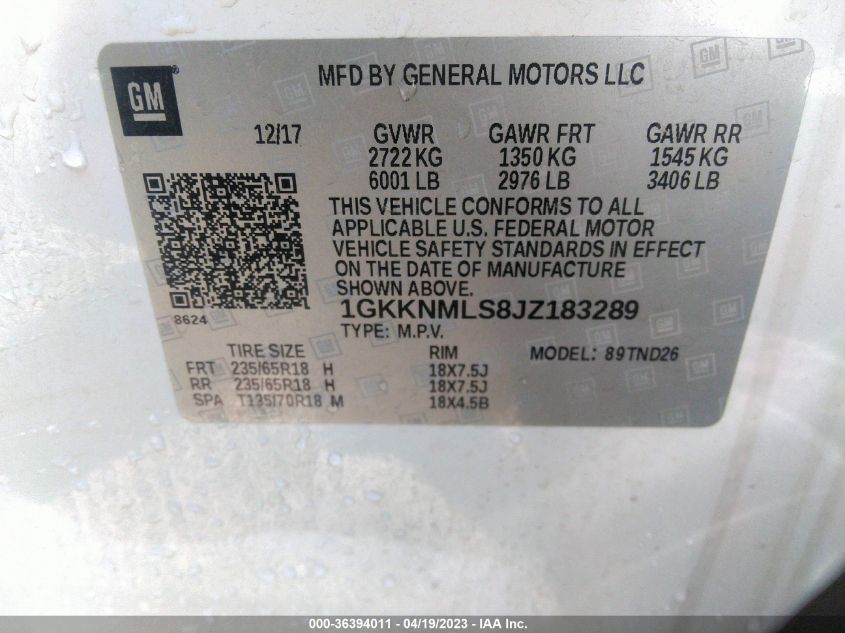 GM ®
MFD BY GENERAL MOTORS LLC
12/17 GVWR GAWR FRT GAWR RR
2722 KG 1350 KG 1545 KG
6001 LB 2976 LB 3406 LB
THIS VEHICLE CONFORMS TO ALL
APPLICABLE U.S. FEDERAL MOTOR
VEHICLE SAFETY STANDARDS IN EFFECT
ON THE DATE OF MANUFACTURE
SHOWN ABOVE.
8624 1GKKNMLS8JZ183289
TYPE: M.P.V.
TIRE SIZE RIM MODEL: 89TND26
FRT 235/65R18 H 18X7.5J
RR 235/65R18 H 18X7.5J
SPA T135/70R18 M 18X4.5B
000-36394011 - 04/19/2023 - IAA Inc.